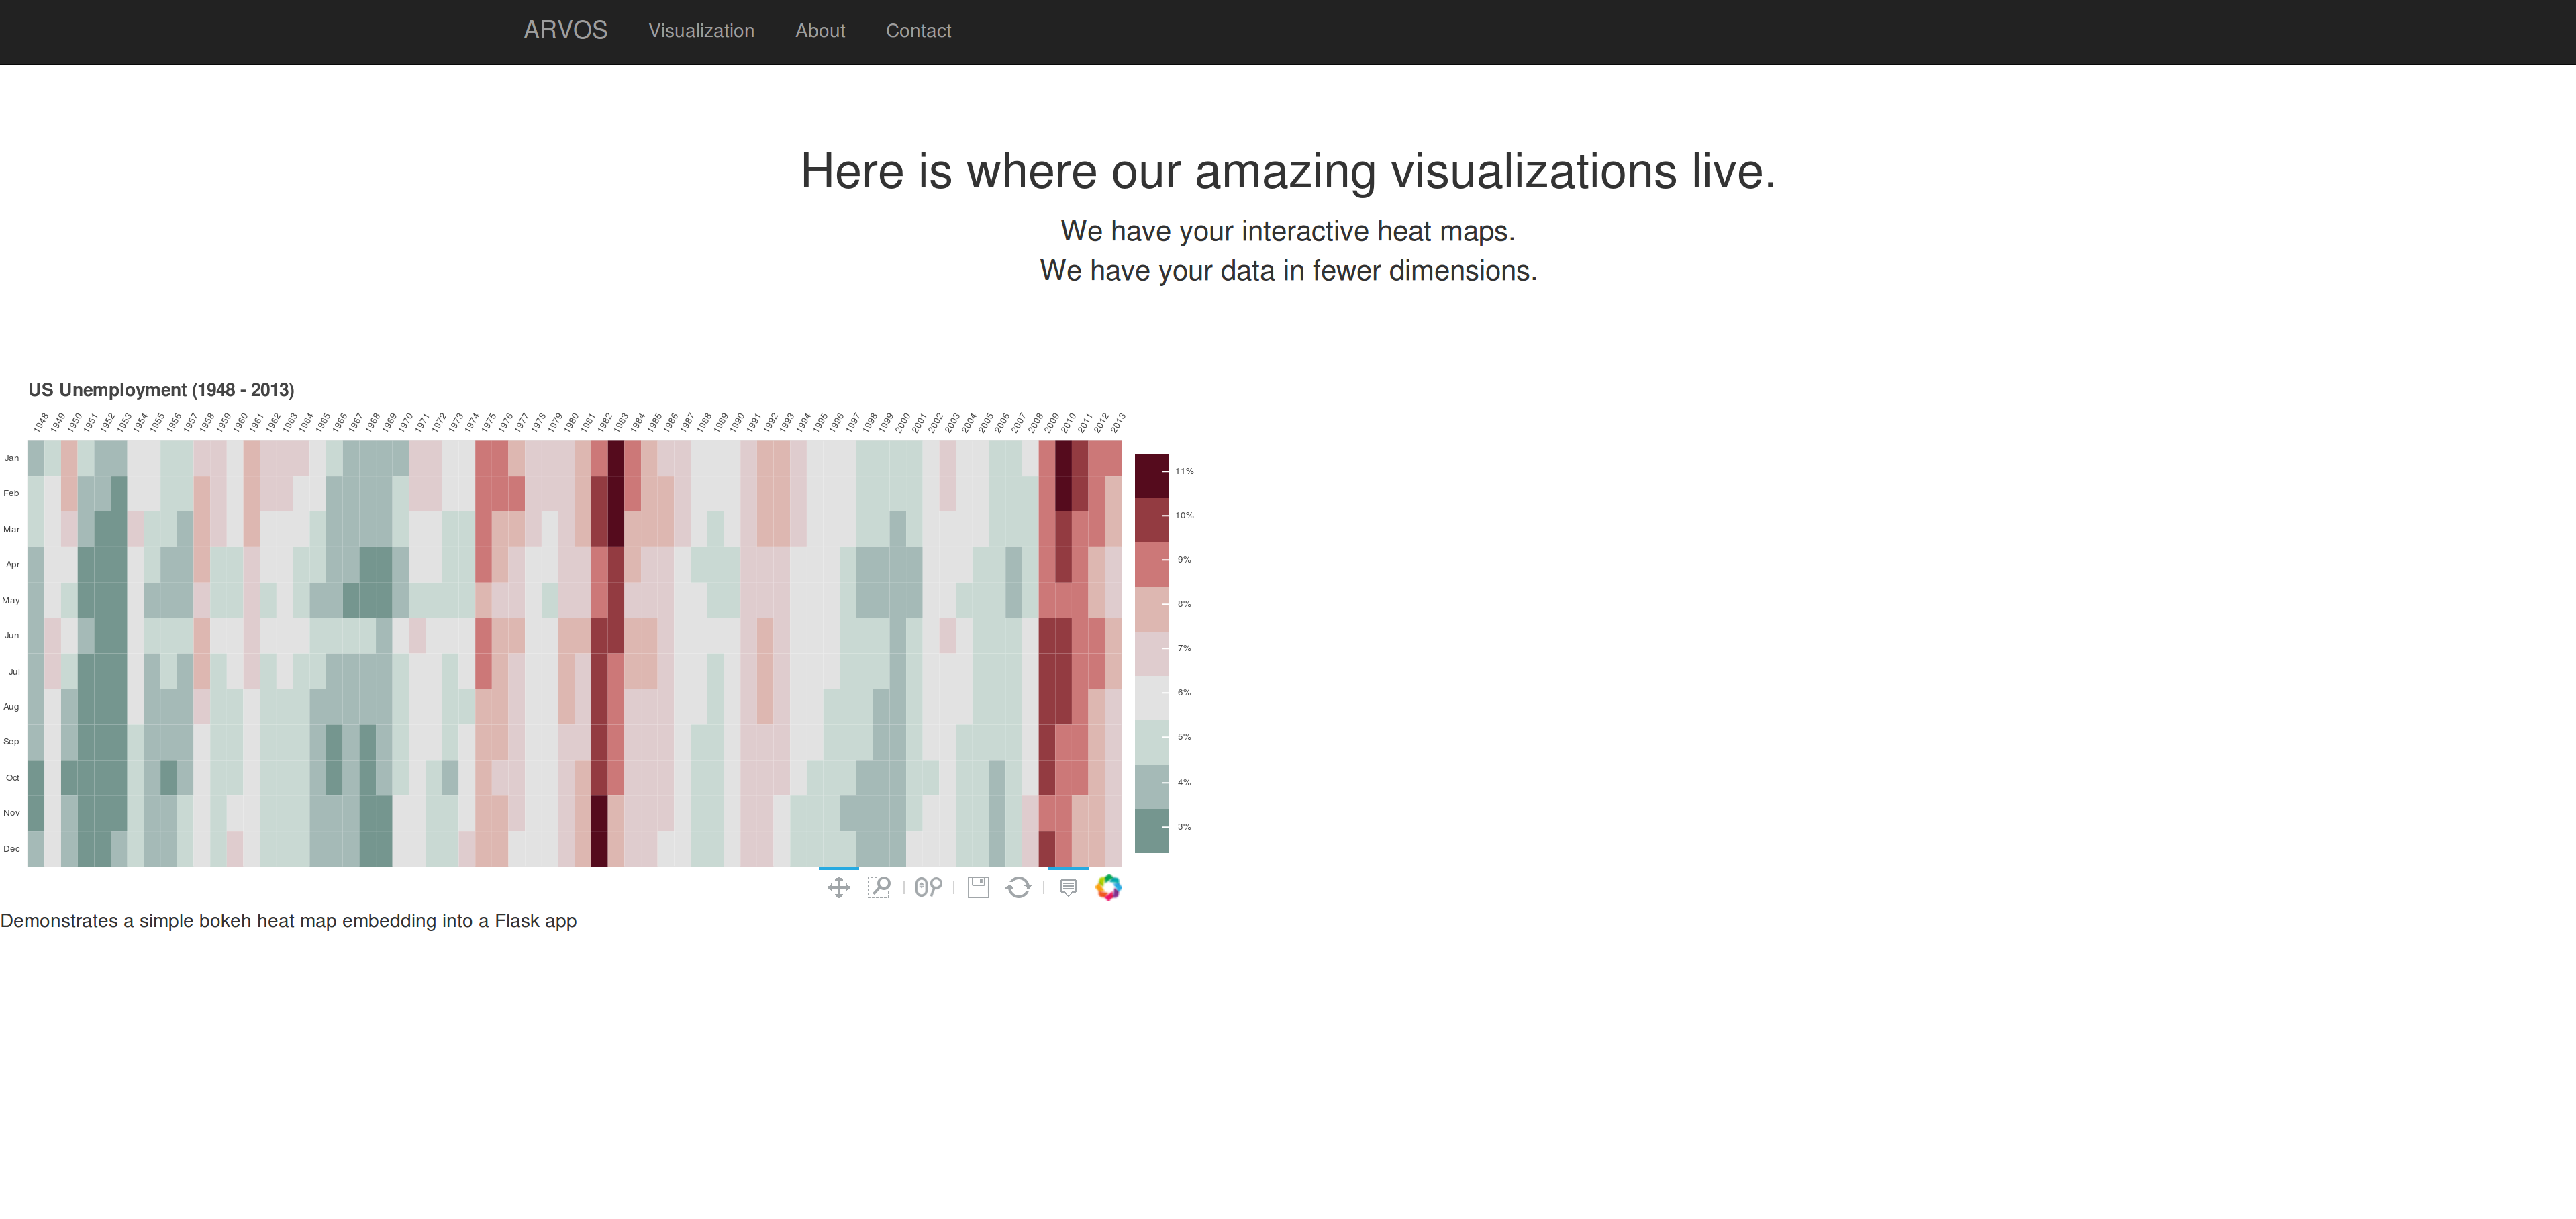 ARVOS Visualization About Contact
Here is where our amazing visualizations live.
We have your interactive heat maps.
We have your data in fewer dimensions.
US Unemployment (1948 - 2013)
1948 1949 1950 1951 1952 1953 1954 1955 1956 1957 1958 1959 1960 1961 1962 1963 1964 1965 1966 1967 1968 1969 1970 1971 1972 1973 1974 1975 1976 1977 1978 1979 1980 1981 1982 1983 1984 1985 1986 1987 1988 1989 1990 1991 1992 1993 1994 1995 1996 1997 1998 1999 2000 2001 2002 2003 2004 2005 2006 2007 2008 2009 2010 2011 2012 2013
Jan
Feb
Mar
Apr
May
Jun
Jul
Aug
Sep
Oct
Nov
Dec
11%
10%
9%
8%
7%
6%
5%
4%
3%
Demonstrates a simple bokeh heat map embedding into a Flask app